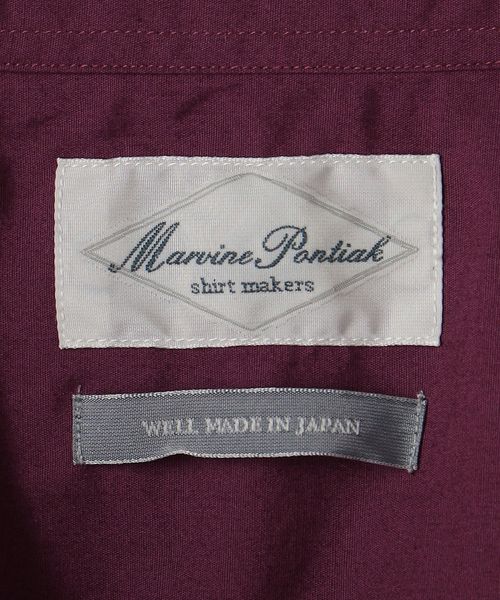 Marvine Pontiak
shirt makers
WELL MADE IN JAPAN